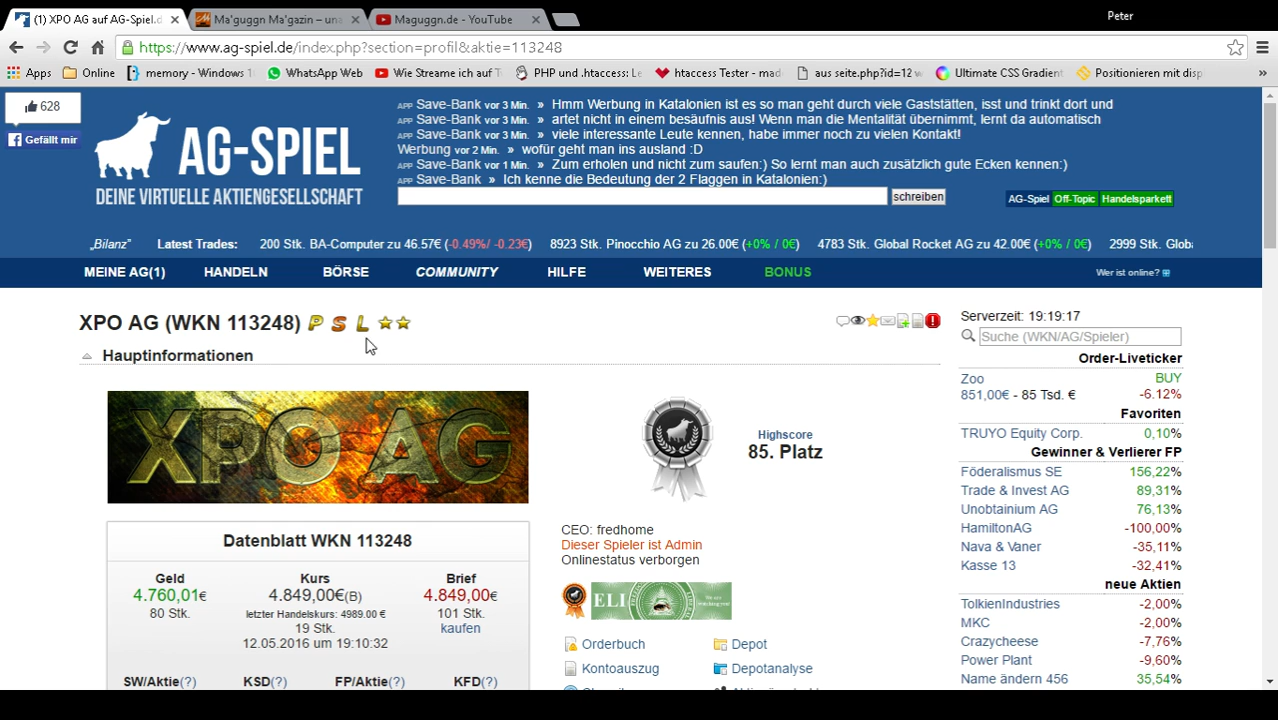 (1) XPO AG auf AG-Spiel.d
Ma'guggn Ma'gazin – una
Maguggn.de - YouTube
Peter
https://www.ag-spiel.de/index.php?section=profil&aktie=113248
Apps
Online
memory - Windows 1
WhatsApp Web
Wie Streame ich auf T
PHP und .htaccess: Le
htaccess Tester - mad
aus seite.php?id=12 w
Ultimate CSS Gradient
Positionieren mit disp
»
628
Gefällt mir
AG-SPIEL
DEINE VIRTUELLE AKTIENGESELLSCHAFT
APP Save-Bank vor 3 Min. » Hmm Werbung in Katalonien ist es so man geht durch viele Gaststätten, isst und trinkt dort und
APP Save-Bank vor 3 Min. » artet nicht in einem besäufnis aus! Wenn man die Mentalität übernimmt, lernt da automatisch
APP Save-Bank vor 3 Min. » viele interessante Leute kennen, habe immer noch zu vielen Kontakt!
Werbung vor 2 Min. » wofür geht man ins ausland :D
APP Save-Bank vor 1 Min. » Zum erholen und nicht zum saufen:) So lernt man auch zusätzlich gute Ecken kennen:)
APP Save-Bank » Ich kenne die Bedeutung der 2 Flaggen in Katalonien:)
schreiben
AG-Spiel Off-Topic Handelsparkett
„Bilanz” Latest Trades: 200 Stk. BA-Computer zu 46.57€ (-0.49%/ -0.23€) 8923 Stk. Pinocchio AG zu 26.00€ (+0% / 0€) 4783 Stk. Global Rocket AG zu 42.00€ (+0% / 0€) 2999 Stk. Globa
MEINE AG(1) HANDELN BÖRSE COMMUNITY HILFE WEITERES BONUS Wer ist online?
XPO AG (WKN 113248) P S L
Hauptinformationen
XPO AG
Highscore
85. Platz
CEO: fredhome
Dieser Spieler ist Admin
Onlinestatus verborgen
ELI
Orderbuch
Depot
Kontoauszug
Depotanalyse
Datenblatt WKN 113248
Geld Kurs Brief
4.760,01€ 4.849,00€(B) 4.849,00€
80 Stk. letzter Handelskurs: 4989.00 € 101 Stk.
19 Stk. kaufen
12.05.2016 um 19:10:32
SW/Aktie(?) KSD(?) FP/Aktie(?) KFD(?)
Serverzeit: 19:19:17
Suche (WKN/AG/Spieler)
Order-Liveticker
Zoo BUY
851,00€ - 85 Tsd. € -6.12%
Favoriten
TRUYO Equity Corp. 0,10%
Gewinner & Verlierer FP
Föderalismus SE 156,22%
Trade & Invest AG 89,31%
Unobtainium AG 76,13%
HamiltonAG -100,00%
Nava & Vaner -35,11%
Kasse 13 -32,41%
neue Aktien
TolkienIndustries -2,00%
MKC -2,00%
Crazycheese -7,76%
Power Plant -9,60%
Name ändern 456 35,54%